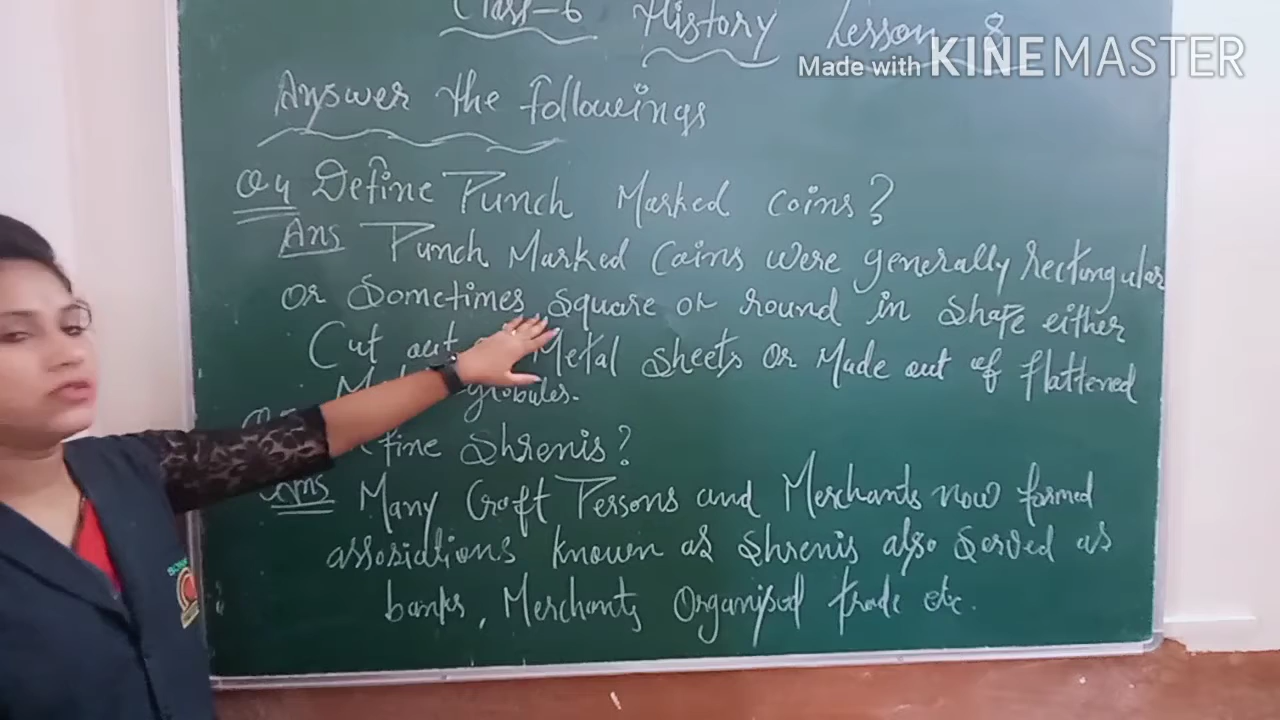 Class-6 History Lesson-8
Made with KINEMASTER
Answer the followings
Q4 Define Punch Marked coins?
Ans Punch Marked Coins were generally Rectangular
or Sometimes Square or round in Shape either
Cut out Metal Sheets or Made out of flattened
globules.
Shrenis?
Ans Many Craft Persons and Merchants now formed
assosiations known as Shrenis also Served as
banks, Merchants Organised trade etc.